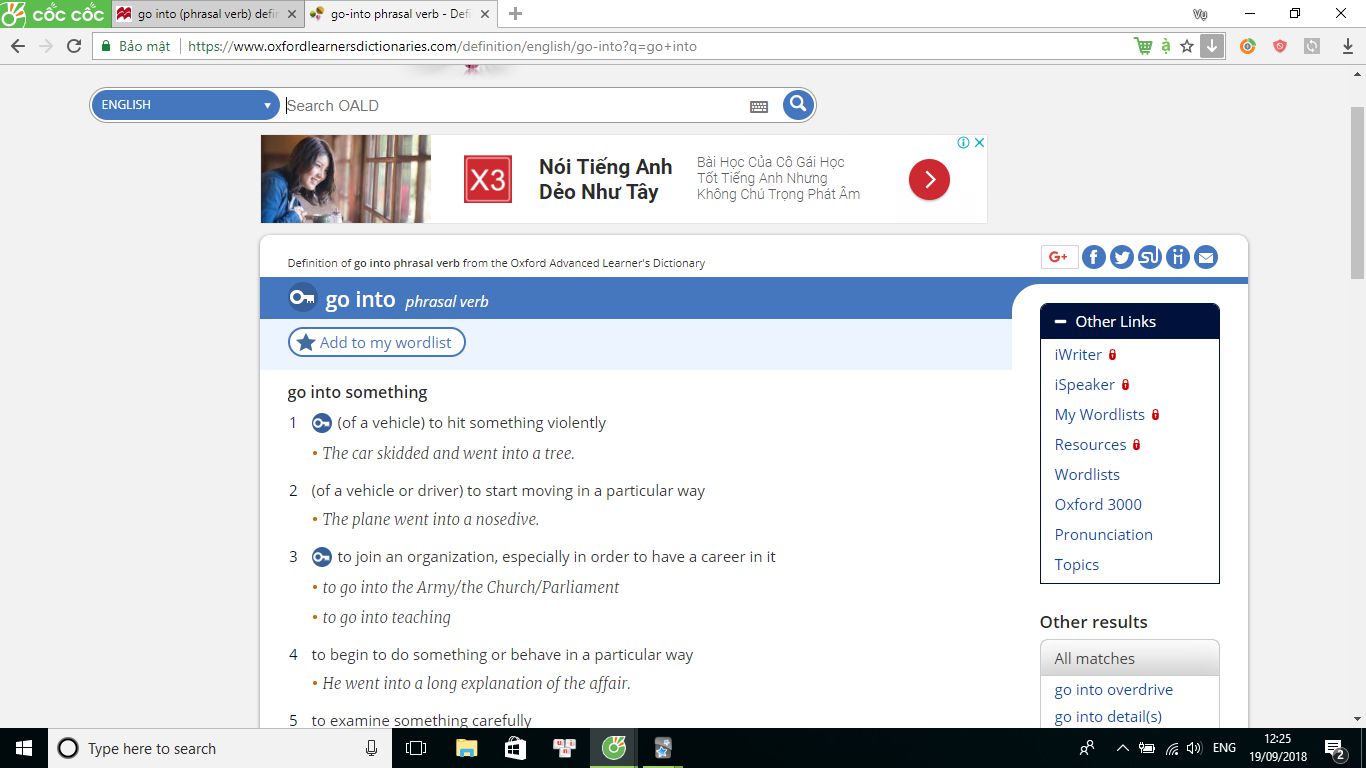 cốc cốc
go into (phrasal verb) defin
go-into phrasal verb - Defi
Vụ
Bảo mật
https://www.oxfordlearnersdictionaries.com/definition/english/go-into?q=go+into
à
ENGLISH
Search OALD
X3
Nói Tiếng Anh
Dẻo Như Tây
Bài Học Của Cô Gái Học
Tốt Tiếng Anh Nhưng
Không Chú Trọng Phát Âm
Definition of go into phrasal verb from the Oxford Advanced Learner's Dictionary
G+
go into phrasal verb
Add to my wordlist
go into something
1 (of a vehicle) to hit something violently
• The car skidded and went into a tree.
2 (of a vehicle or driver) to start moving in a particular way
• The plane went into a nosedive.
3 to join an organization, especially in order to have a career in it
• to go into the Army/the Church/Parliament
• to go into teaching
4 to begin to do something or behave in a particular way
• He went into a long explanation of the affair.
5 to examine something carefully
Other Links
iWriter
iSpeaker
My Wordlists
Resources
Wordlists
Oxford 3000
Pronunciation
Topics
Other results
All matches
go into overdrive
go into detail(s)
Type here to search
ENG
12:25
19/09/2018
2